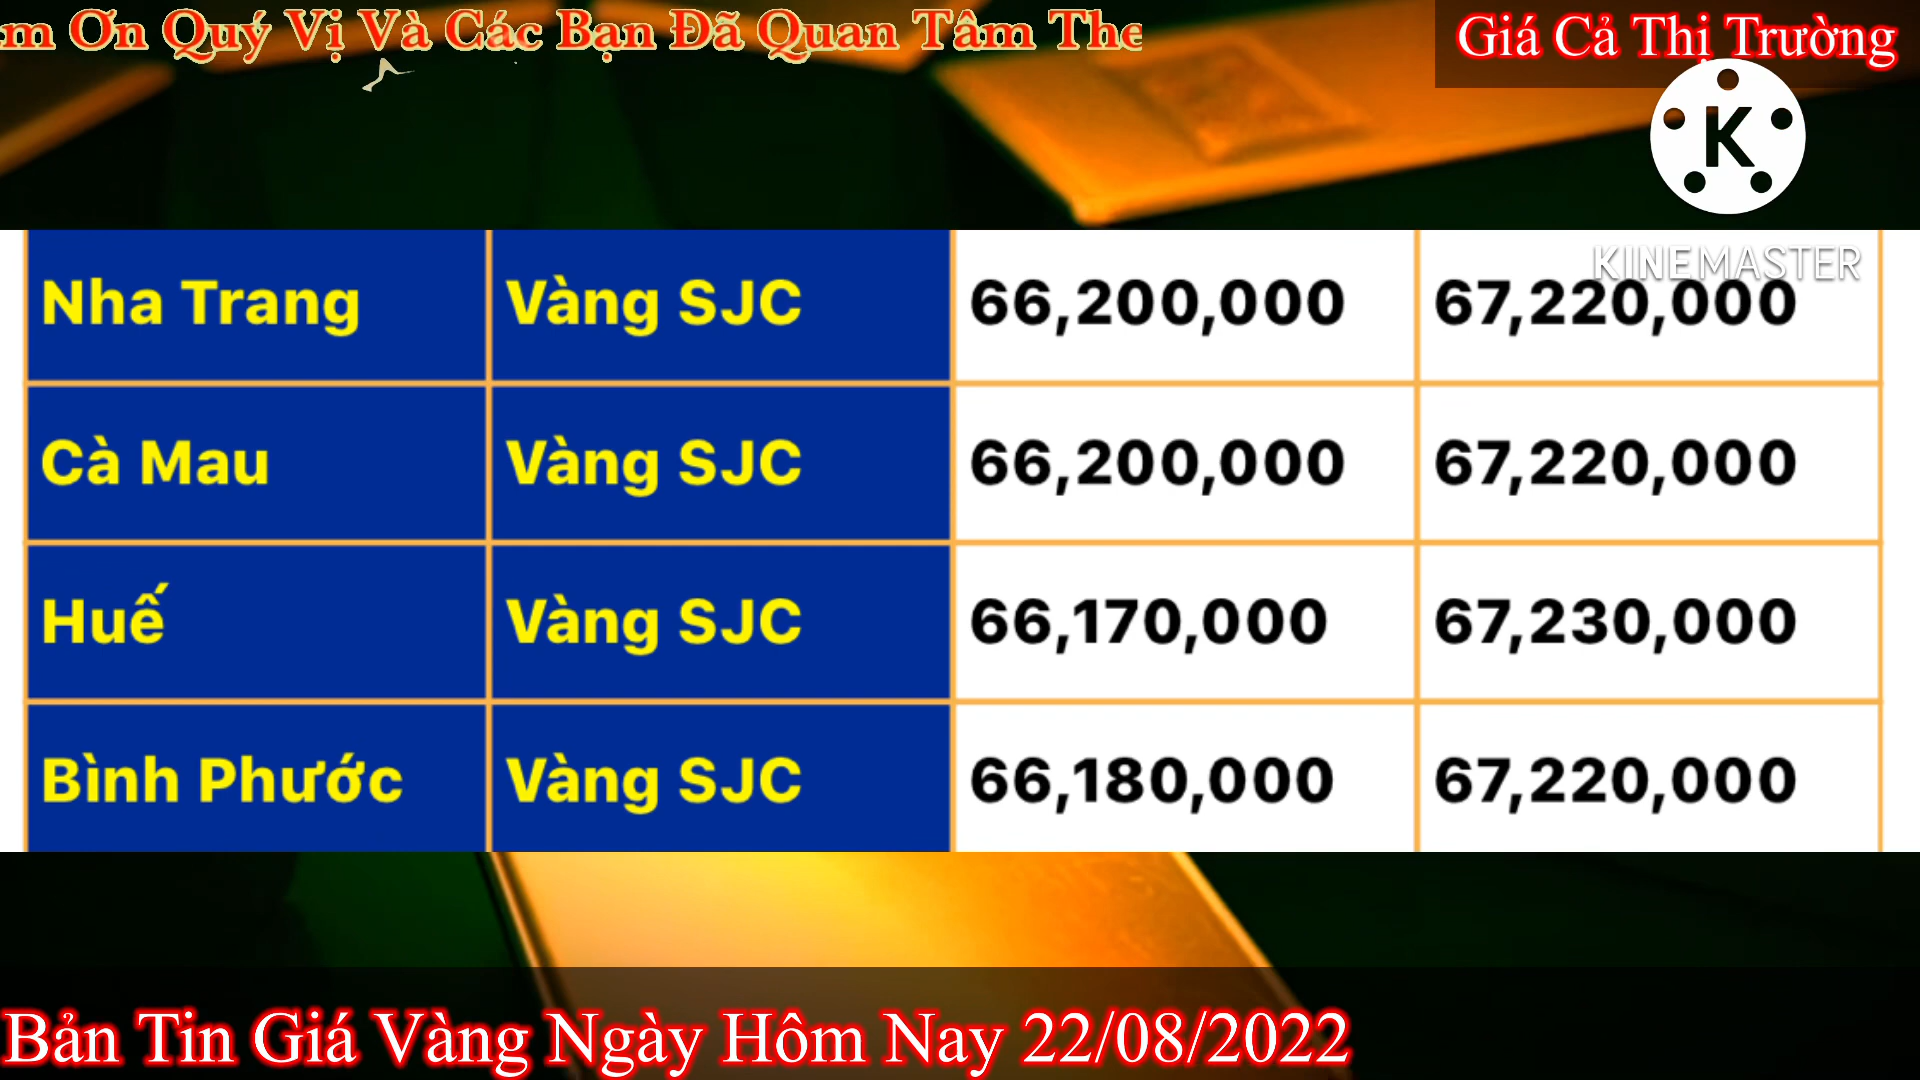 m Ơn Quý Vị Và Các Bạn Đã Quan Tâm The
Giá Cả Thị Trường
K
KINEMASTER
Nha Trang Vàng SJC 66,200,000 67,220,000
Cà Mau Vàng SJC 66,200,000 67,220,000
Huế Vàng SJC 66,170,000 67,230,000
Bình Phước Vàng SJC 66,180,000 67,220,000
Bản Tin Giá Vàng Ngày Hôm Nay 22/08/2022